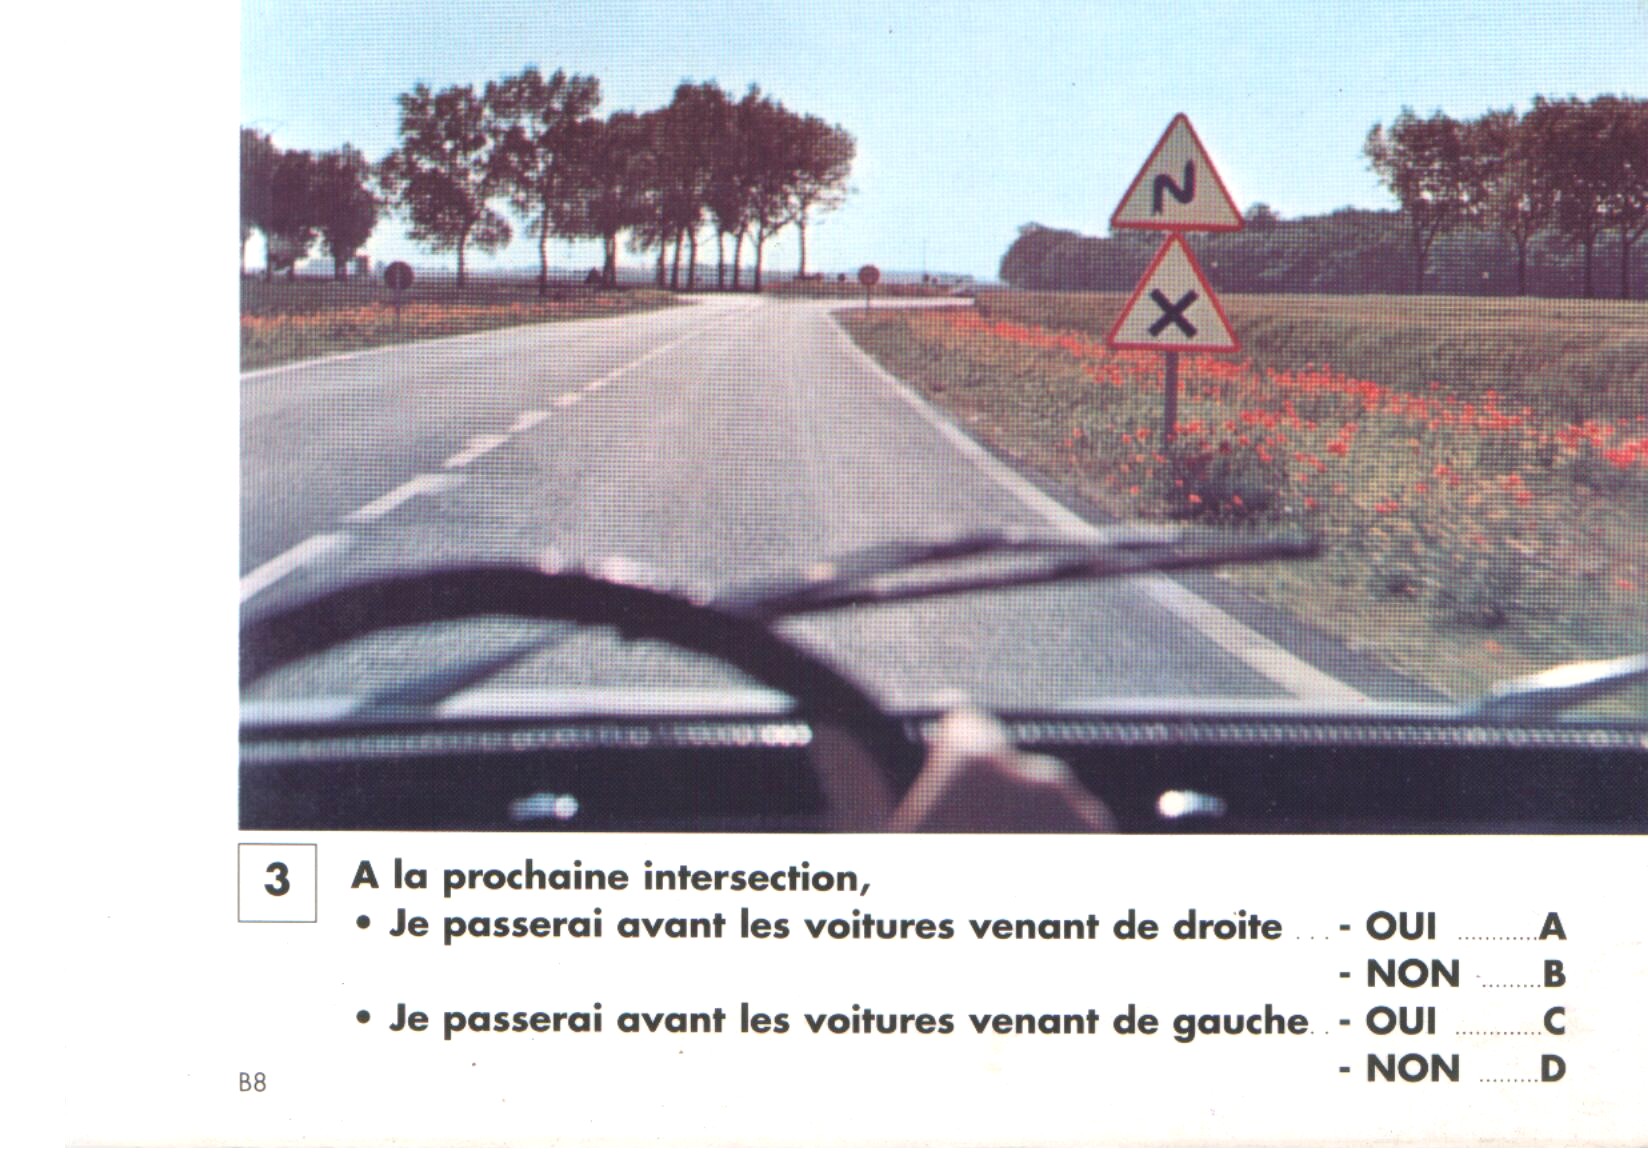 3 A la prochaine intersection,
• Je passerai avant les voitures venant de droite ... - OUI ........... A
- NON ......... B
• Je passerai avant les voitures venant de gauche .. - OUI ............ C
- NON ........ D
B8